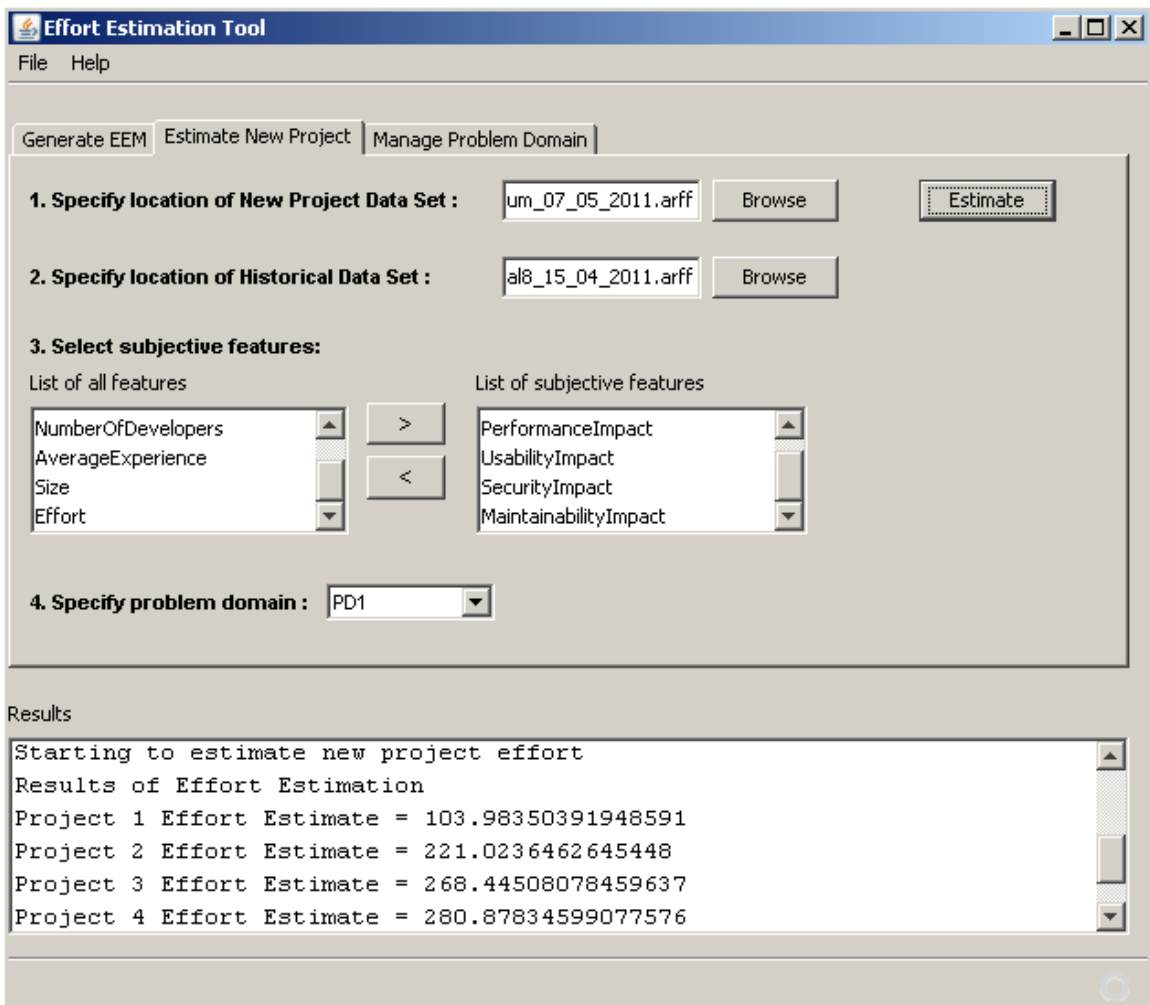 Effort Estimation Tool
File Help
Generate EEM Estimate New Project Manage Problem Domain
1. Specify location of New Project Data Set : um_07_05_2011.arff Browse Estimate
2. Specify location of Historical Data Set : al8_15_04_2011.arff Browse
3. Select subjective features:
List of all features List of subjective features
NumberOfDevelopers > PerformanceImpact
AverageExperience UsabilityImpact
Size < SecurityImpact
Effort MaintainabilityImpact
4. Specify problem domain : PD1
Results
Starting to estimate new project effort
Results of Effort Estimation
Project 1 Effort Estimate = 103.98350391948591
Project 2 Effort Estimate = 221.0236462645448
Project 3 Effort Estimate = 268.44508078459637
Project 4 Effort Estimate = 280.87834599077576